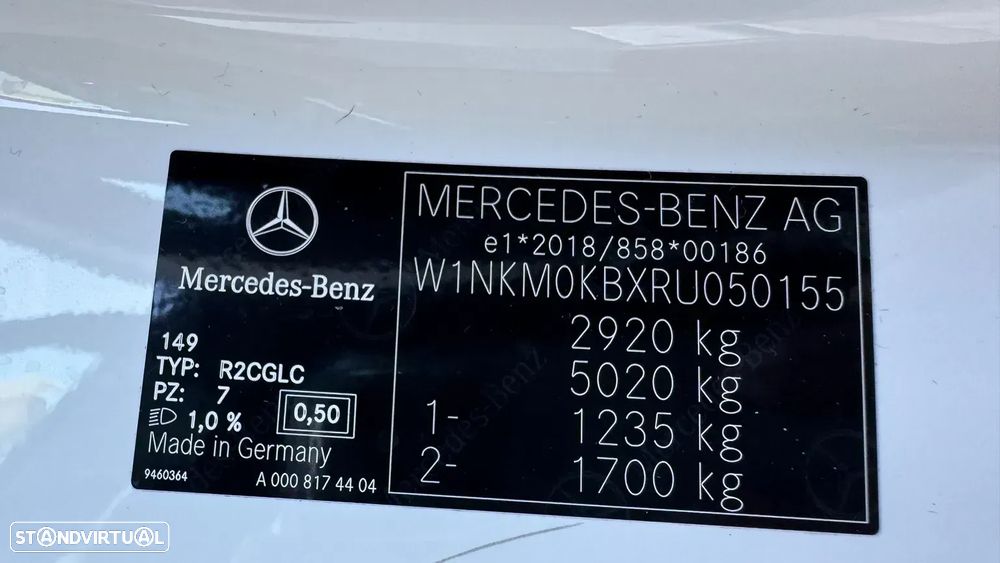 Mercedes-Benz
149
TYP: R2CGLC
PZ: 7
1,0 %
0,50
Made in Germany
9460364
A 000 817 44 04
MERCEDES-BENZ AG
e1*2018/858*00186
W1NKM0KBXRU050155
2920 kg
5020 kg
1- 1235 kg
2- 1700 kg
STANDVIRTUAL